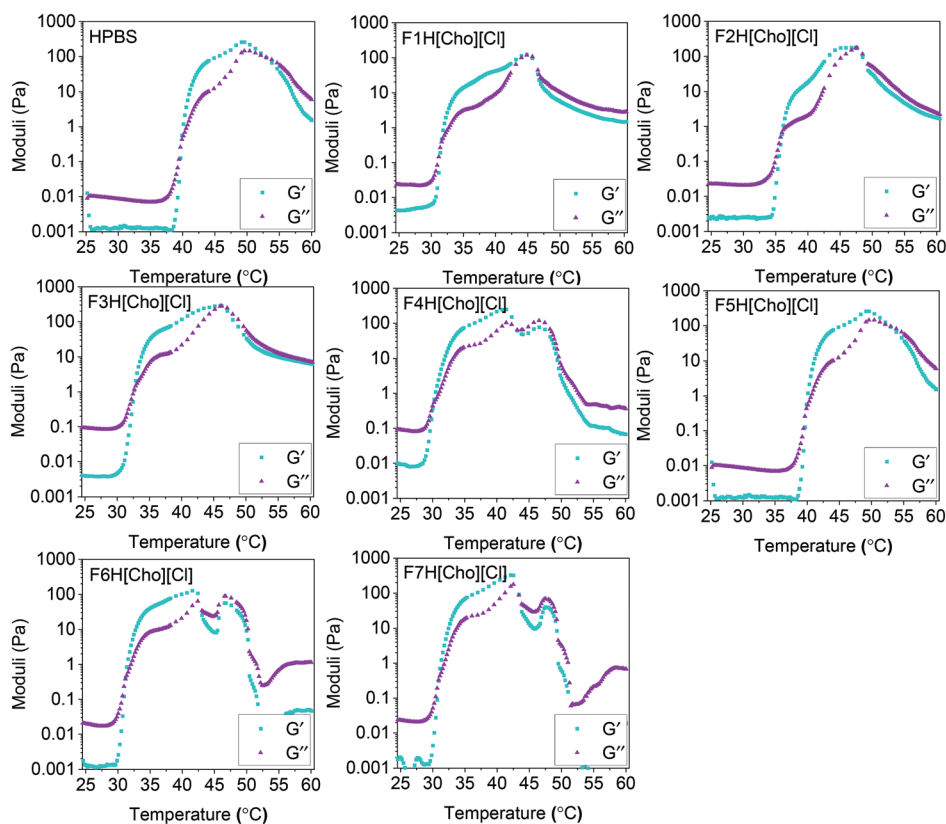 HPBS
Moduli (Pa)
1000
100
10
1
0.1
0.01
0.001
G′
G″
25 30 35 40 45 50 55 60
Temperature (°C)
F1H[Cho][Cl]
Moduli (Pa)
1000
100
10
1
0.1
0.01
0.001
G′
G″
25 30 35 40 45 50 55 60
Temperature (°C)
F2H[Cho][Cl]
Moduli (Pa)
1000
100
10
1
0.1
0.01
0.001
G′
G″
25 30 35 40 45 50 55 60
Temperature (°C)
F3H[Cho][Cl]
Moduli (Pa)
1000
100
10
1
0.1
0.01
0.001
G′
G″
25 30 35 40 45 50 55 60
Temperature (°C)
F4H[Cho][Cl]
Moduli (Pa)
1000
100
10
1
0.1
0.01
0.001
G′
G″
25 30 35 40 45 50 55 60
Temperature (°C)
F5H[Cho][Cl]
Moduli (Pa)
1000
100
10
1
0.1
0.01
0.001
G′
G″
25 30 35 40 45 50 55 60
Temperature (°C)
F6H[Cho][Cl]
Moduli (Pa)
1000
100
10
1
0.1
0.01
0.001
G′
G″
25 30 35 40 45 50 55 60
Temperature (°C)
F7H[Cho][Cl]
Moduli (Pa)
1000
100
10
1
0.1
0.01
0.001
G′
G″
25 30 35 40 45 50 55 60
Temperature (°C)